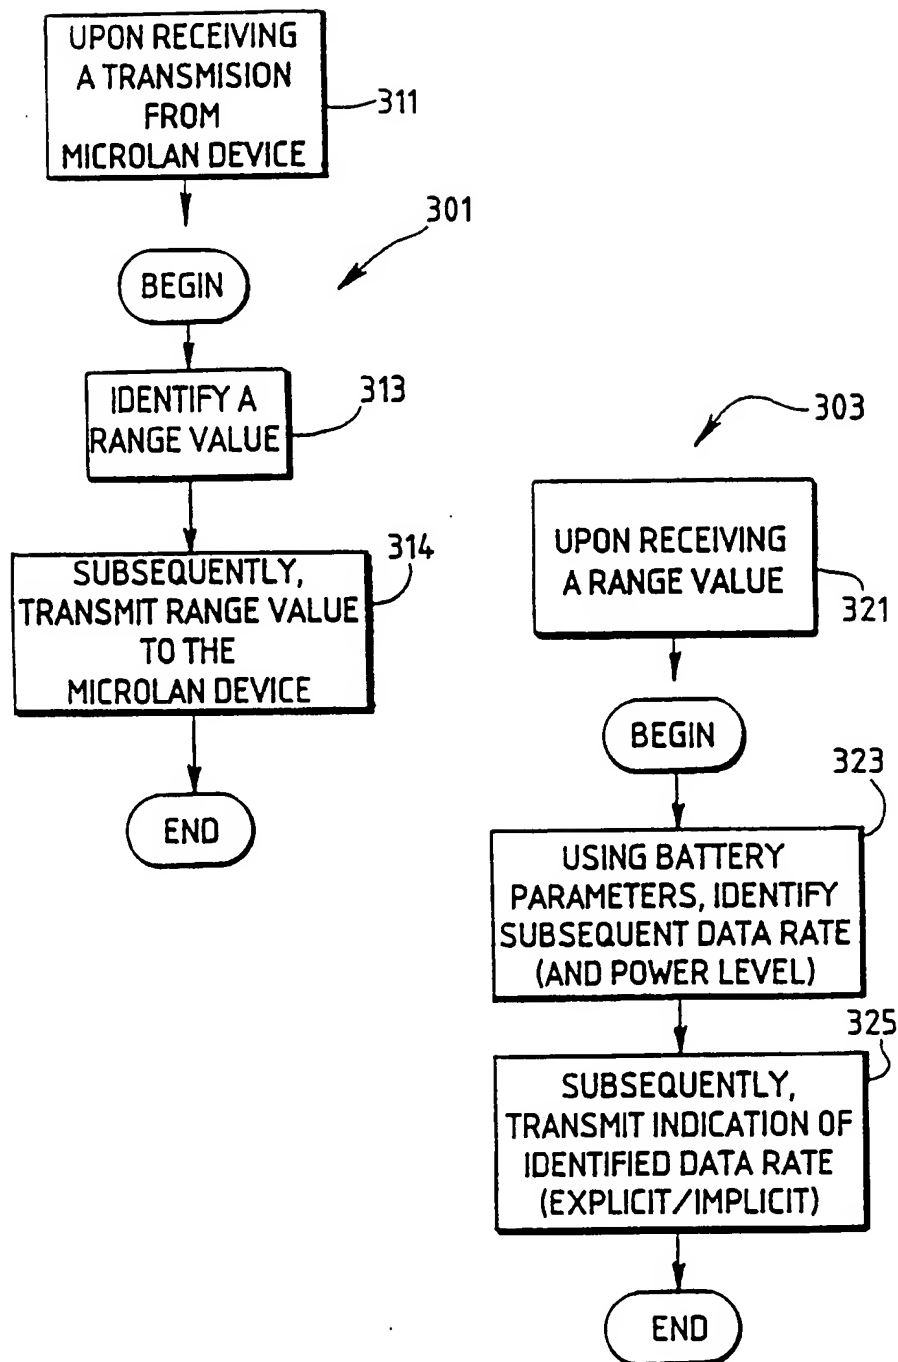 UPON RECEIVING
A TRANSMISION
FROM
MICROLAN DEVICE
311
301
BEGIN
IDENTIFY A
RANGE VALUE
313
SUBSEQUENTLY,
TRANSMIT RANGE VALUE
TO THE
MICROLAN DEVICE
314
END
303
UPON RECEIVING
A RANGE VALUE
321
BEGIN
323
USING BATTERY
PARAMETERS, IDENTIFY
SUBSEQUENT DATA RATE
(AND POWER LEVEL)
325
SUBSEQUENTLY,
TRANSMIT INDICATION OF
IDENTIFIED DATA RATE
(EXPLICIT/IMPLICIT)
END